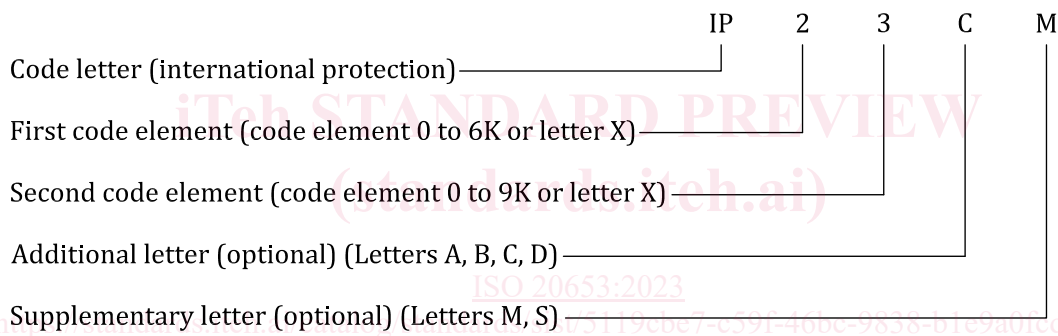 IP 2 3 C M
Code letter (international protection)
iTeh STANDARD PREVIEW
First code element (code element 0 to 6K or letter X)
Second code element (code element 0 to 9K or letter X)
(standards.iteh.ai)
Additional letter (optional) (Letters A, B, C, D)
ISO 20653:2023
Supplementary letter (optional) (Letters M, S)